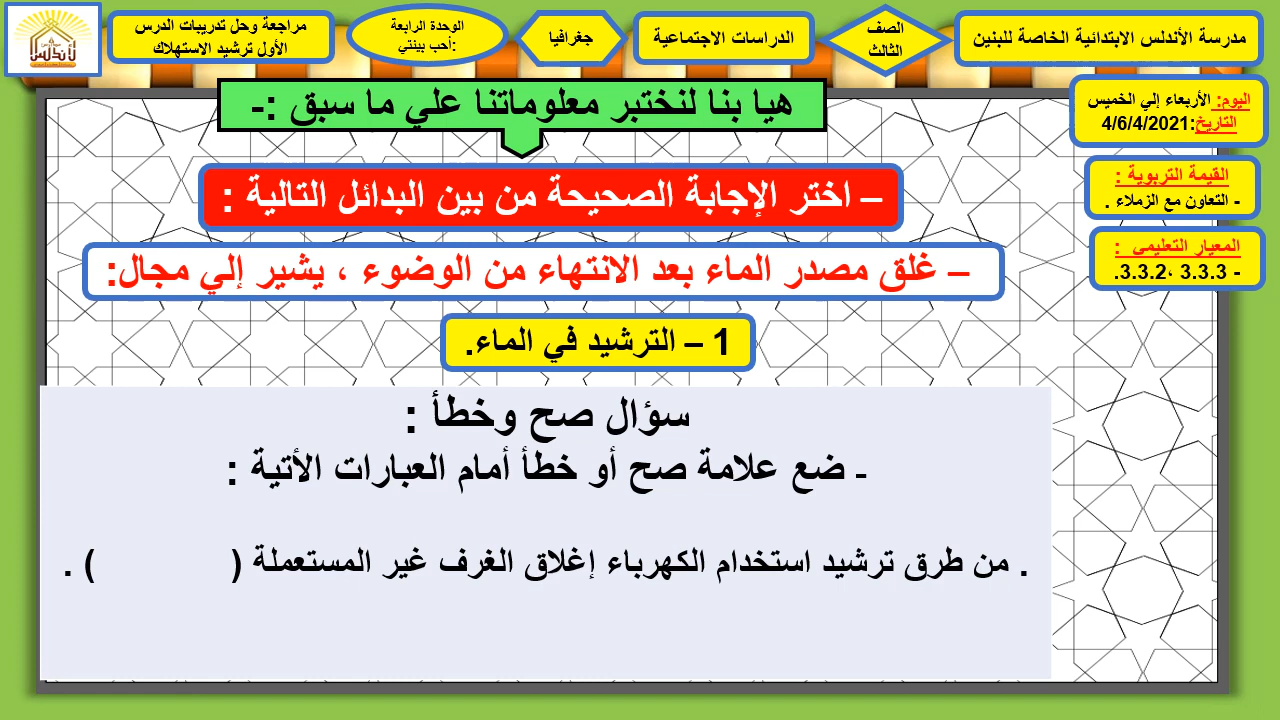 مدرسة الأندلس الابتدائية الخاصة للبنين
الصف
الثالث
الدراسات الاجتماعية
جغرافيا
الوحدة الرابعة
:أحب بيئتي
مراجعة وحل تدريبات الدرس
الأول ترشيد الاستهلاك
الأندلس
اليوم: الأربعاء إلي الخميس
التاريخ:4/6/4/2021
القيمة التربوية :
- التعاون مع الزملاء .
المعيار التعليمى :
- 3.3.3 ،3.3.2.
هيا بنا لنختبر معلوماتنا علي ما سبق :-
– اختر الإجابة الصحيحة من بين البدائل التالية :
– غلق مصدر الماء بعد الانتهاء من الوضوء ، يشير إلي مجال:
1 – الترشيد في الماء.
سؤال صح وخطأ :
- ضع علامة صح أو خطأ أمام العبارات الأتية :
. من طرق ترشيد استخدام الكهرباء إغلاق الغرف غير المستعملة (          ) .